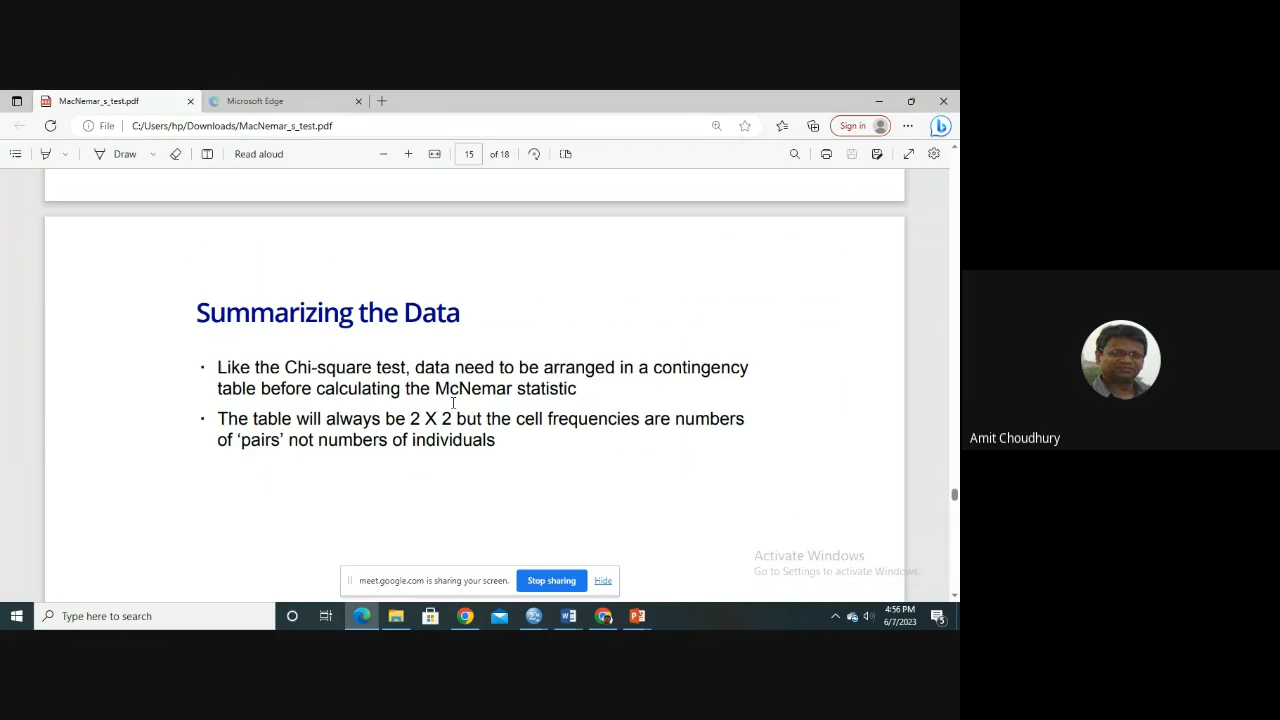 MacNemar_s_test.pdf
Microsoft Edge
File
C:/Users/hp/Downloads/MacNemar_s_test.pdf
Sign in
Draw
Read aloud
15 of 18
Summarizing the Data
· Like the Chi-square test, data need to be arranged in a contingency
table before calculating the McNemar statistic
· The table will always be 2 X 2 but the cell frequencies are numbers
of ‘pairs’ not numbers of individuals
Amit Choudhury
Activate Windows
Go to Settings to activate Windows.
meet.google.com is sharing your screen.
Stop sharing
Hide
Type here to search
4:56 PM
6/7/2023
5